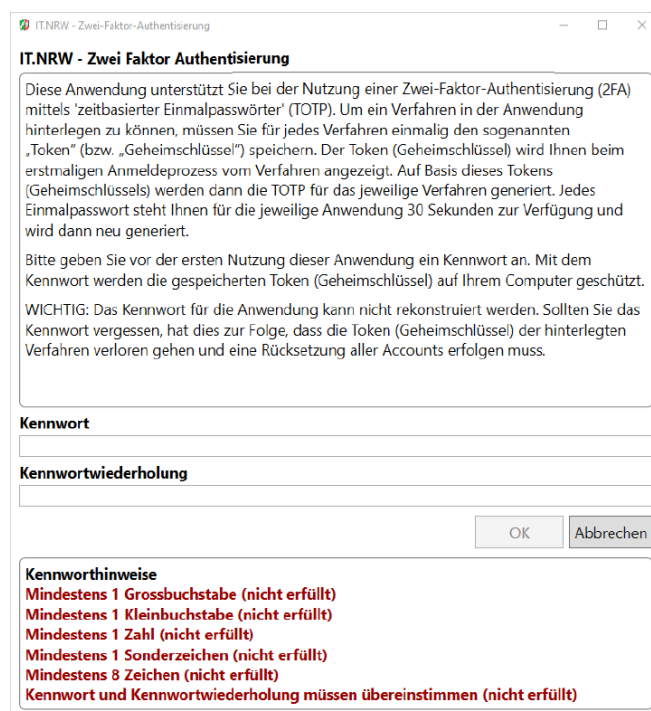 IT.NRW - Zwei-Faktor-Authentisierung
IT.NRW - Zwei Faktor Authentisierung
Diese Anwendung unterstützt Sie bei der Nutzung einer Zwei-Faktor-Authentisierung (2FA)
mittels 'zeitbasierter Einmalpasswörter' (TOTP). Um ein Verfahren in der Anwendung
hinterlegen zu können, müssen Sie für jedes Verfahren einmalig den sogenannten
„Token“ (bzw. „Geheimschlüssel“) speichern. Der Token (Geheimschlüssel) wird Ihnen beim
erstmaligen Anmeldeprozess vom Verfahren angezeigt. Auf Basis dieses Tokens
(Geheimschlüssels) werden dann die TOTP für das jeweilige Verfahren generiert. Jedes
Einmalpasswort steht Ihnen für die jeweilige Anwendung 30 Sekunden zur Verfügung und
wird dann neu generiert.
Bitte geben Sie vor der ersten Nutzung dieser Anwendung ein Kennwort an. Mit dem
Kennwort werden die gespeicherten Token (Geheimschlüssel) auf Ihrem Computer geschützt.
WICHTIG: Das Kennwort für die Anwendung kann nicht rekonstruiert werden. Sollten Sie das
Kennwort vergessen, hat dies zur Folge, dass die Token (Geheimschlüssel) der hinterlegten
Verfahren verloren gehen und eine Rücksetzung aller Accounts erfolgen muss.
Kennwort
Kennwortwiederholung
OK
Abbrechen
Kennworthinweise
Mindestens 1 Grossbuchstabe (nicht erfüllt)
Mindestens 1 Kleinbuchstabe (nicht erfüllt)
Mindestens 1 Zahl (nicht erfüllt)
Mindestens 1 Sonderzeichen (nicht erfüllt)
Mindestens 8 Zeichen (nicht erfüllt)
Kennwort und Kennwortwiederholung müssen übereinstimmen (nicht erfüllt)